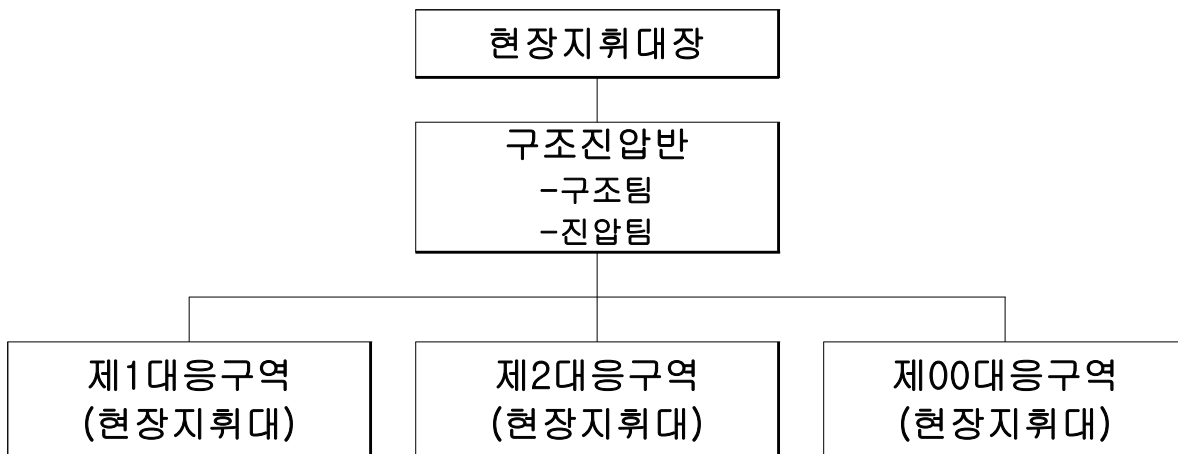 현장지휘대장
구조진압반
-구조팀
-진압팀
제1대응구역
(현장지휘대)
제2대응구역
(현장지휘대)
제00대응구역
(현장지휘대)